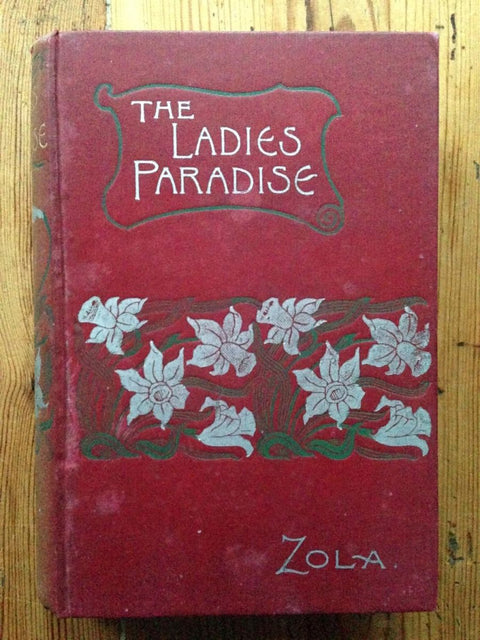 THE
LADIES
PARADISE
ZOLA.